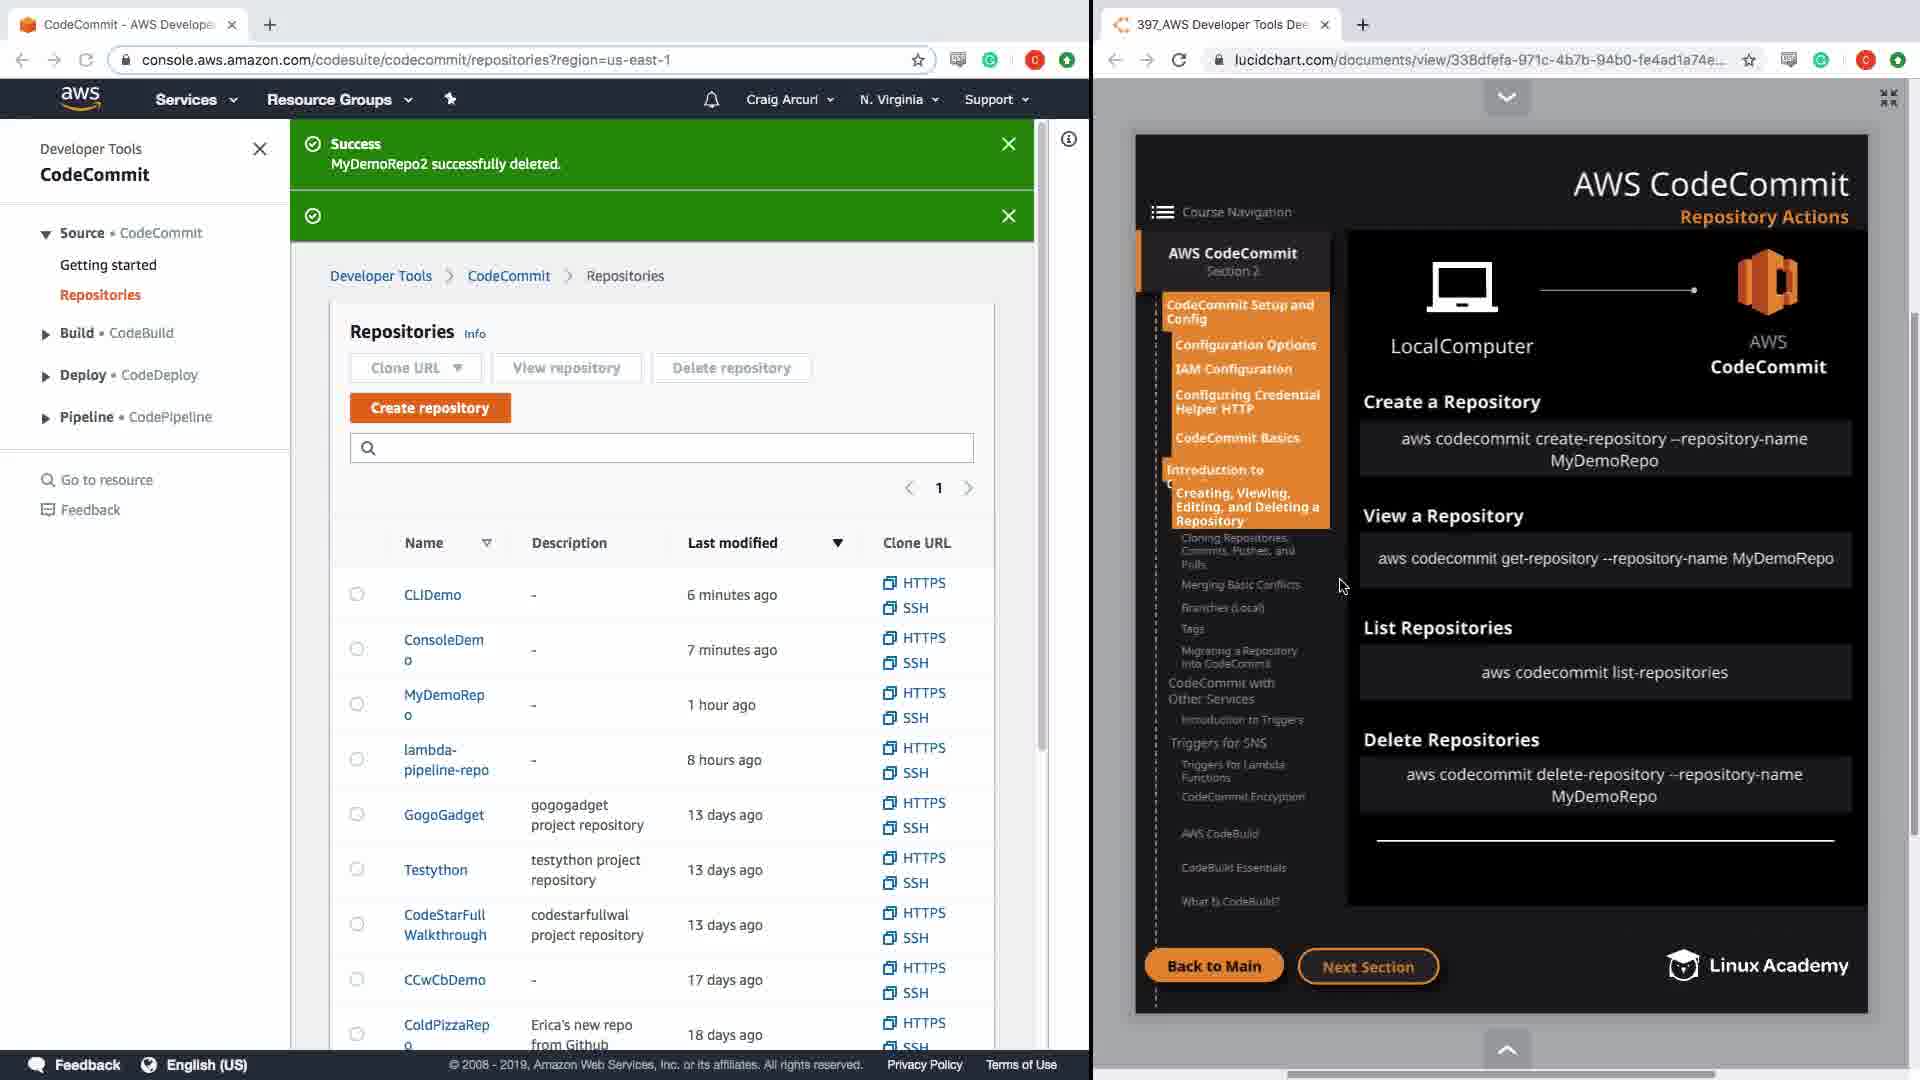 CodeCommit - AWS Develope
console.aws.amazon.com/codesuite/codecommit/repositories?region=us-east-1
aws
Services
Resource Groups
Craig Arcuri
N. Virginia
Support
Developer Tools
CodeCommit
Source • CodeCommit
Getting started
Repositories
Build • CodeBuild
Deploy • CodeDeploy
Pipeline • CodePipeline
Go to resource
Feedback
Success
MyDemoRepo2 successfully deleted.
Developer Tools
CodeCommit
Repositories
Repositories Info
Clone URL
View repository
Delete repository
Create repository
1
Name
Description
Last modified
Clone URL
CLIDemo
-
6 minutes ago
HTTPS
SSH
ConsoleDem
o
-
7 minutes ago
HTTPS
SSH
MyDemoRep
o
-
1 hour ago
HTTPS
SSH
lambda-
pipeline-repo
-
8 hours ago
HTTPS
SSH
GogoGadget
gogogadget
project repository
13 days ago
HTTPS
SSH
Testython
testython project
repository
13 days ago
HTTPS
SSH
CodeStarFull
Walkthrough
codestarfullwal
project repository
13 days ago
HTTPS
SSH
CCwCbDemo
-
17 days ago
HTTPS
SSH
ColdPizzaRep
o
Erica's new repo
from Github
18 days ago
HTTPS
SSH
Feedback
English (US)
© 2008 - 2019, Amazon Web Services, Inc. or its affiliates. All rights reserved.
Privacy Policy
Terms of Use
397_AWS Developer Tools Dee
lucidchart.com/documents/view/338dfefa-971c-4b7b-94b0-fe4ad1a74e...
AWS CodeCommit
Repository Actions
Course Navigation
AWS CodeCommit
Section 2
CodeCommit Setup and
Config
Configuration Options
IAM Configuration
Configuring Credential
Helper HTTP
CodeCommit Basics
Introduction to
Creating, Viewing,
Editing, and Deleting a
Repository
Cloning Repositories,
Commits, Pushes, and
Pulls
Merging Basic Conflicts
Branches (Local)
Tags
Migrating a Repository
into CodeCommit
CodeCommit with
Other Services
Introduction to Triggers
Triggers for SNS
Triggers for Lambda
Functions
CodeCommit Encryption
AWS CodeBuild
CodeBuild Essentials
What Is CodeBuild?
Back to Main
Next Section
LocalComputer
AWS
CodeCommit
Create a Repository
aws codecommit create-repository --repository-name
MyDemoRepo
View a Repository
aws codecommit get-repository --repository-name MyDemoRepo
List Repositories
aws codecommit list-repositories
Delete Repositories
aws codecommit delete-repository --repository-name
MyDemoRepo
Linux Academy